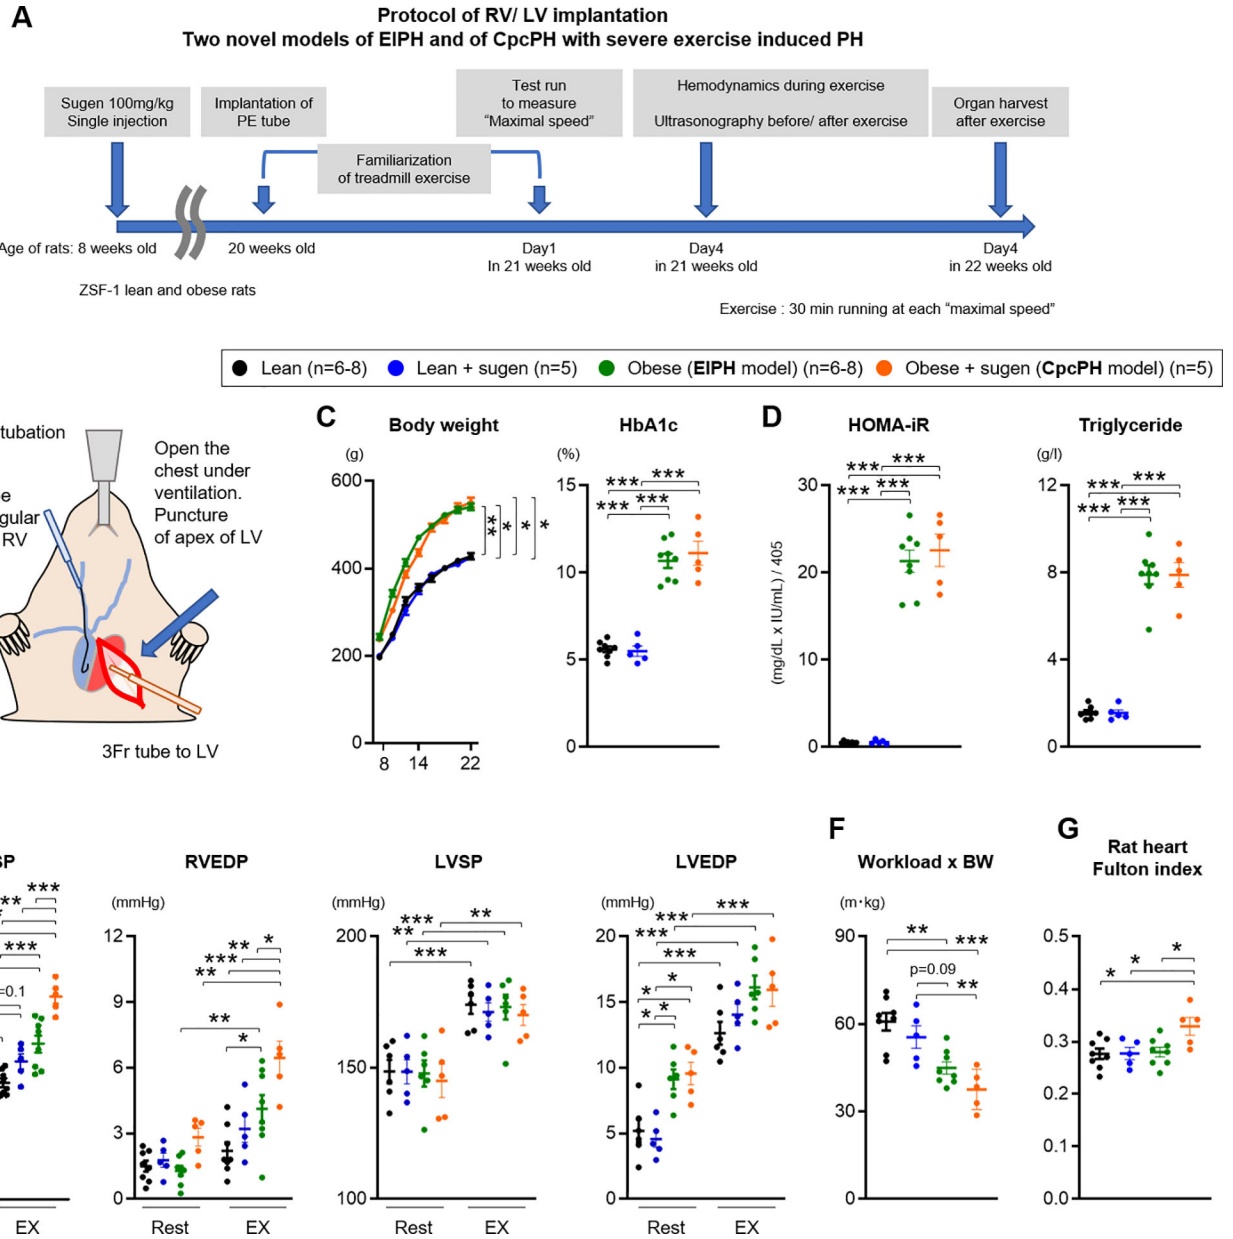 A
Protocol of RV/ LV implantation
Two novel models of EIPH and of CpcPH with severe exercise induced PH
Sugen 100mg/kg
Single injection
Implantation of
PE tube
Familiarization
of treadmill exercise
Test run
to measure
“Maximal speed”
Hemodynamics during exercise
Ultrasonography before/ after exercise
Organ harvest
after exercise
Age of rats: 8 weeks old
20 weeks old
Day1
In 21 weeks old
Day4
in 21 weeks old
Day4
in 22 weeks old
ZSF-1 lean and obese rats
Exercise : 30 min running at each “maximal speed”
Lean (n=6-8)
Lean + sugen (n=5)
Obese (EIPH model) (n=6-8)
Obese + sugen (CpcPH model) (n=5)
tubation
Open the
chest under
ventilation.
Puncture
of apex of LV
be
gular
RV
3Fr tube to LV
C
Body weight
(g)
600
400
200
0
8 14 22
** * * *
HbA1c
(%)
15
10
5
0
*** *** *** ***
D
HOMA-iR
(mg/dL x IU/mL) / 405
30
20
10
0
*** *** *** ***
Triglyceride
(g/l)
12
8
4
0
*** *** *** ***
SP
*** ** ***
=0.1
EX
RVEDP
(mmHg)
12
9
6
3
0
* ** *** ** ** *
Rest EX
LVSP
(mmHg)
200
150
100
** *** ** ***
Rest EX
LVEDP
(mmHg)
20
15
10
5
0
*** *** *** *** * * * *
Rest EX
F
Workload x BW
(m·kg)
90
60
30
0
** *** p=0.09 **
G
Rat heart
Fulton index
0.5
0.4
0.3
0.2
0.1
0.0
* * *